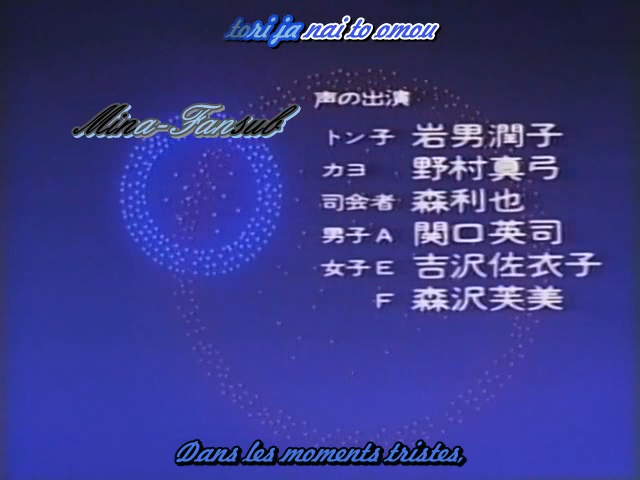 tori ja nai to omou
声の出演
Mina-Fansub
トン子 岩男潤子
カヨ 野村真弓
司会者 森利也
男子A 関口英司
女子E 吉沢佐衣子
F 森沢芙美
Dans les moments tristes,